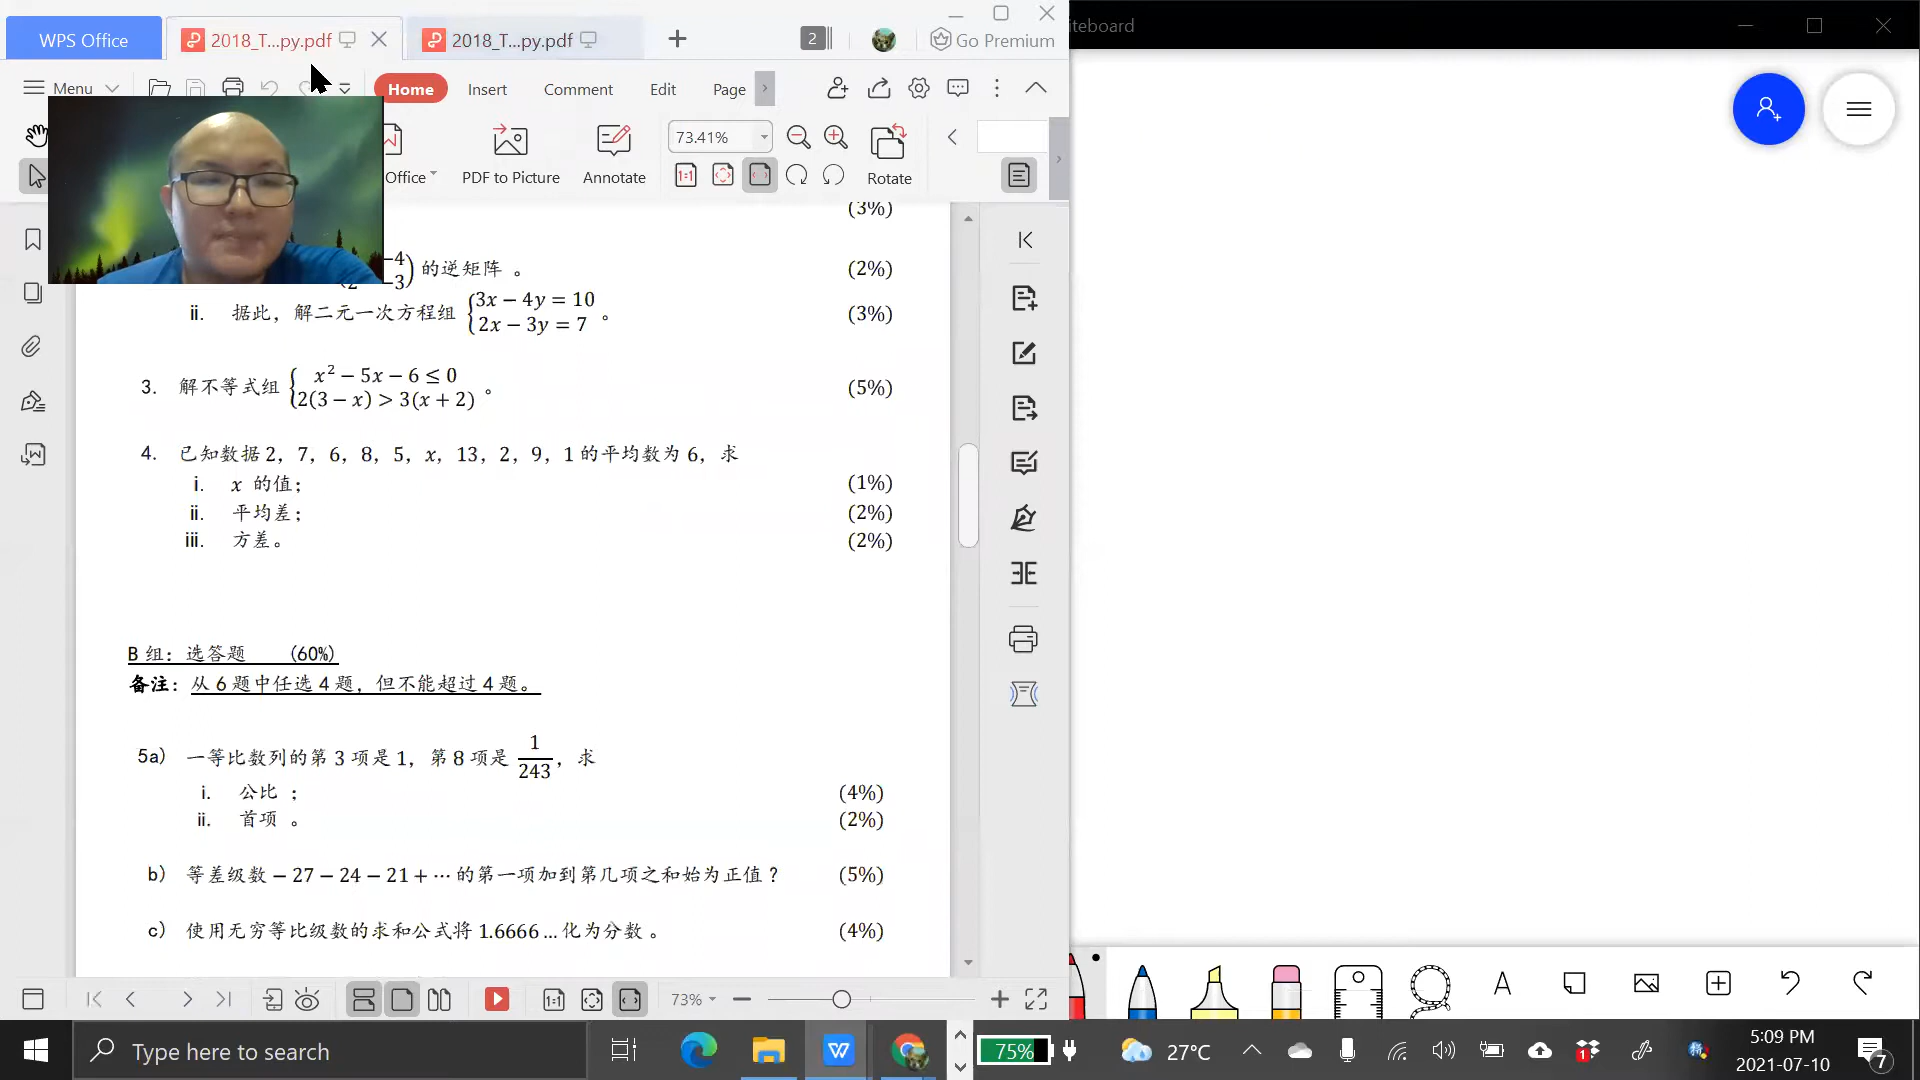 WPS Office
2018_T...py.pdf
2018_T...py.pdf
2
Go Premium
iteboard
Menu
Home
Insert
Comment
Edit
Page
73.41%
Office
PDF to Picture
Annotate
Rotate
(3%)
−4
2 −3) 的逆矩阵 。 (2%)
ii. 据此，解二元一次方程组 {3x − 4y = 10
2x − 3y = 7 。 (3%)
3. 解不等式组 {x² − 5x − 6 ≤ 0
2(3 − x) > 3(x + 2) 。 (5%)
4. 已知数据 2，7，6，8，5，x，13，2，9，1 的平均数为 6，求
i. x 的值； (1%)
ii. 平均差； (2%)
iii. 方差。 (2%)
B 组：选答题 (60%)
备注：从 6 题中任选 4 题，但不能超过 4 题。
5a) 一等比数列的第 3 项是 1，第 8 项是 1/243，求
i. 公比 ； (4%)
ii. 首项 。 (2%)
b) 等差级数 − 27 − 24 − 21 + ⋯ 的第一项加到第几项之和始为正值？ (5%)
c) 使用无穷等比级数的求和公式将 1.6666 … 化为分数 。 (4%)
73%
Type here to search
75%
27°C
5:09 PM
2021-07-10
7